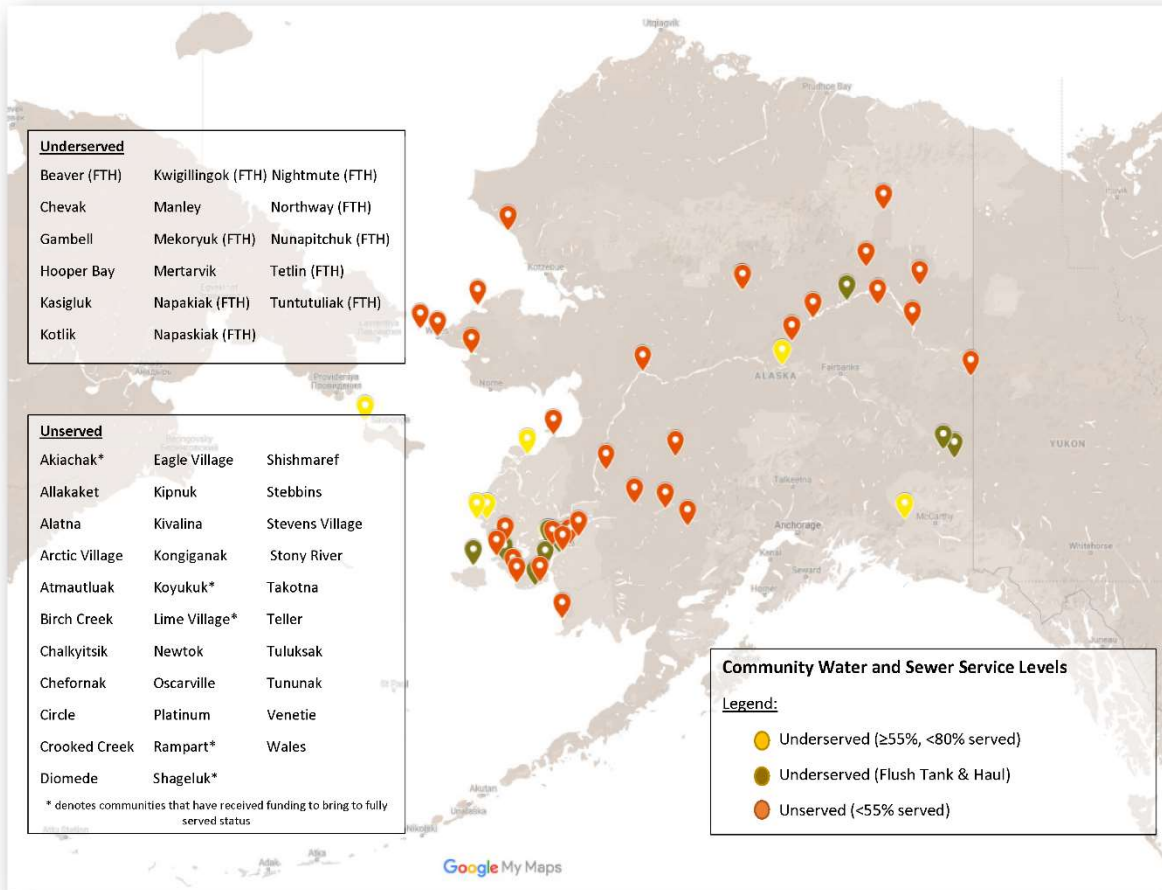 Utqiagvik
Prudhoe Bay
Kotzebue
Nome
Provideniya
Провидения
ALASKA
Fairbanks
YUKON
Talkeetna
McCarthy
Anchorage
Kenai
Seward
Homer
Whitehorse
Juneau
St Paul
Akutan
Unalaska
Nikolski
Atka
Adak
Underserved
Beaver (FTH) Kwigillingok (FTH) Nightmute (FTH)
Chevak Manley Northway (FTH)
Gambell Mekoryuk (FTH) Nunapitchuk (FTH)
Hooper Bay Mertarvik Tetlin (FTH)
Kasigluk Napakiak (FTH) Tuntutuliak (FTH)
Kotlik Napaskiak (FTH)
Unserved
Akiachak* Eagle Village Shishmaref
Allakaket Kipnuk Stebbins
Alatna Kivalina Stevens Village
Arctic Village Kongiganak Stony River
Atmautluak Koyukuk* Takotna
Birch Creek Lime Village* Teller
Chalkyitsik Newtok Tuluksak
Chefornak Oscarville Tununak
Circle Platinum Venetie
Crooked Creek Rampart* Wales
Diomede Shageluk*
* denotes communities that have received funding to bring to fully
served status
Community Water and Sewer Service Levels
Legend:
Underserved (≥55%, <80% served)
Underserved (Flush Tank & Haul)
Unserved (<55% served)
Google My Maps